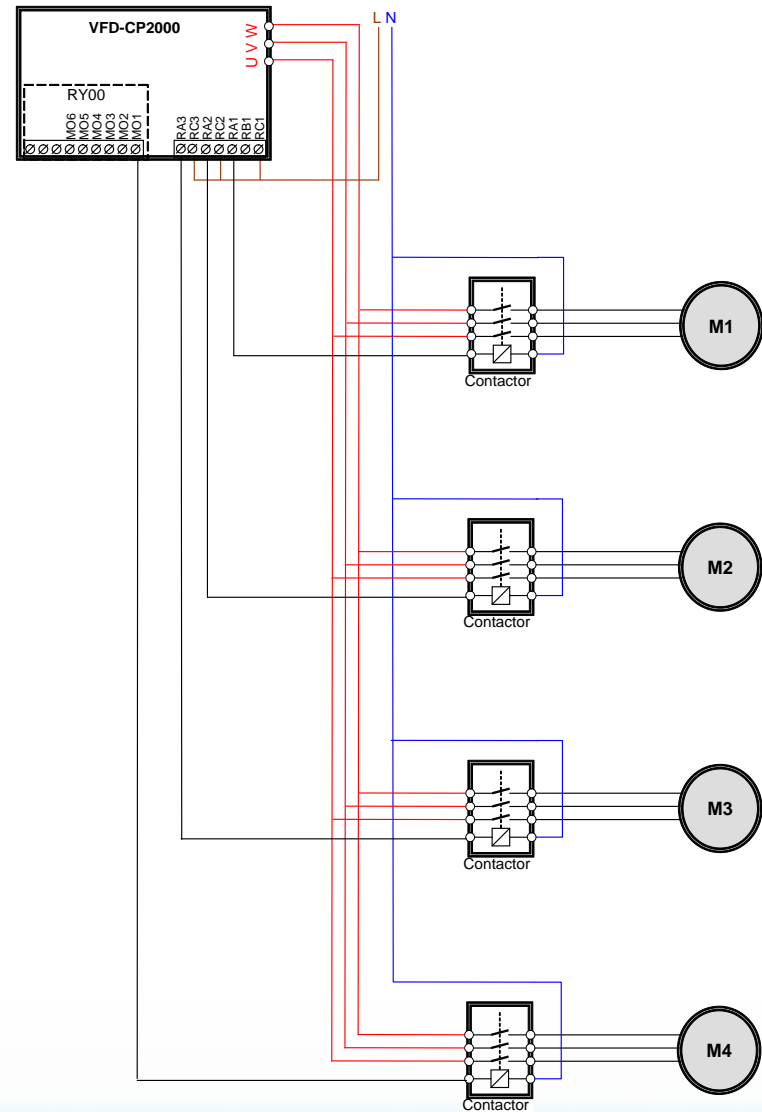 VFD-CP2000
U V W
L N
RY00
MO6
MO5
MO4
MO3
MO2
MO1
RA3
RC3
RA2
RC2
RA1
RB1
RC1
M1
Contactor
M2
Contactor
M3
Contactor
M4
Contactor